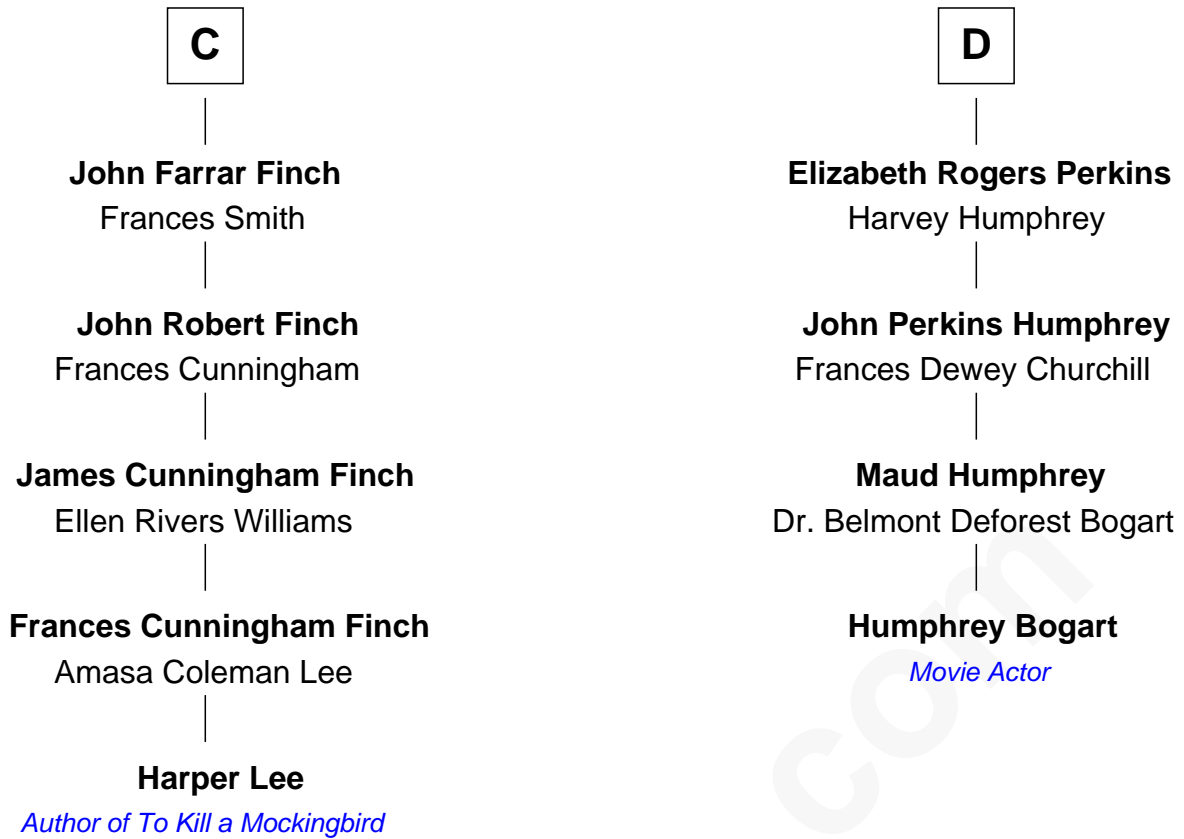 C
John Farrar Finch
Frances Smith
John Robert Finch
Frances Cunningham
James Cunningham Finch
Ellen Rivers Williams
Frances Cunningham Finch
Amasa Coleman Lee
Harper Lee
Author of To Kill a Mockingbird
D
Elizabeth Rogers Perkins
Harvey Humphrey
John Perkins Humphrey
Frances Dewey Churchill
Maud Humphrey
Dr. Belmont Deforest Bogart
Humphrey Bogart
Movie Actor
com